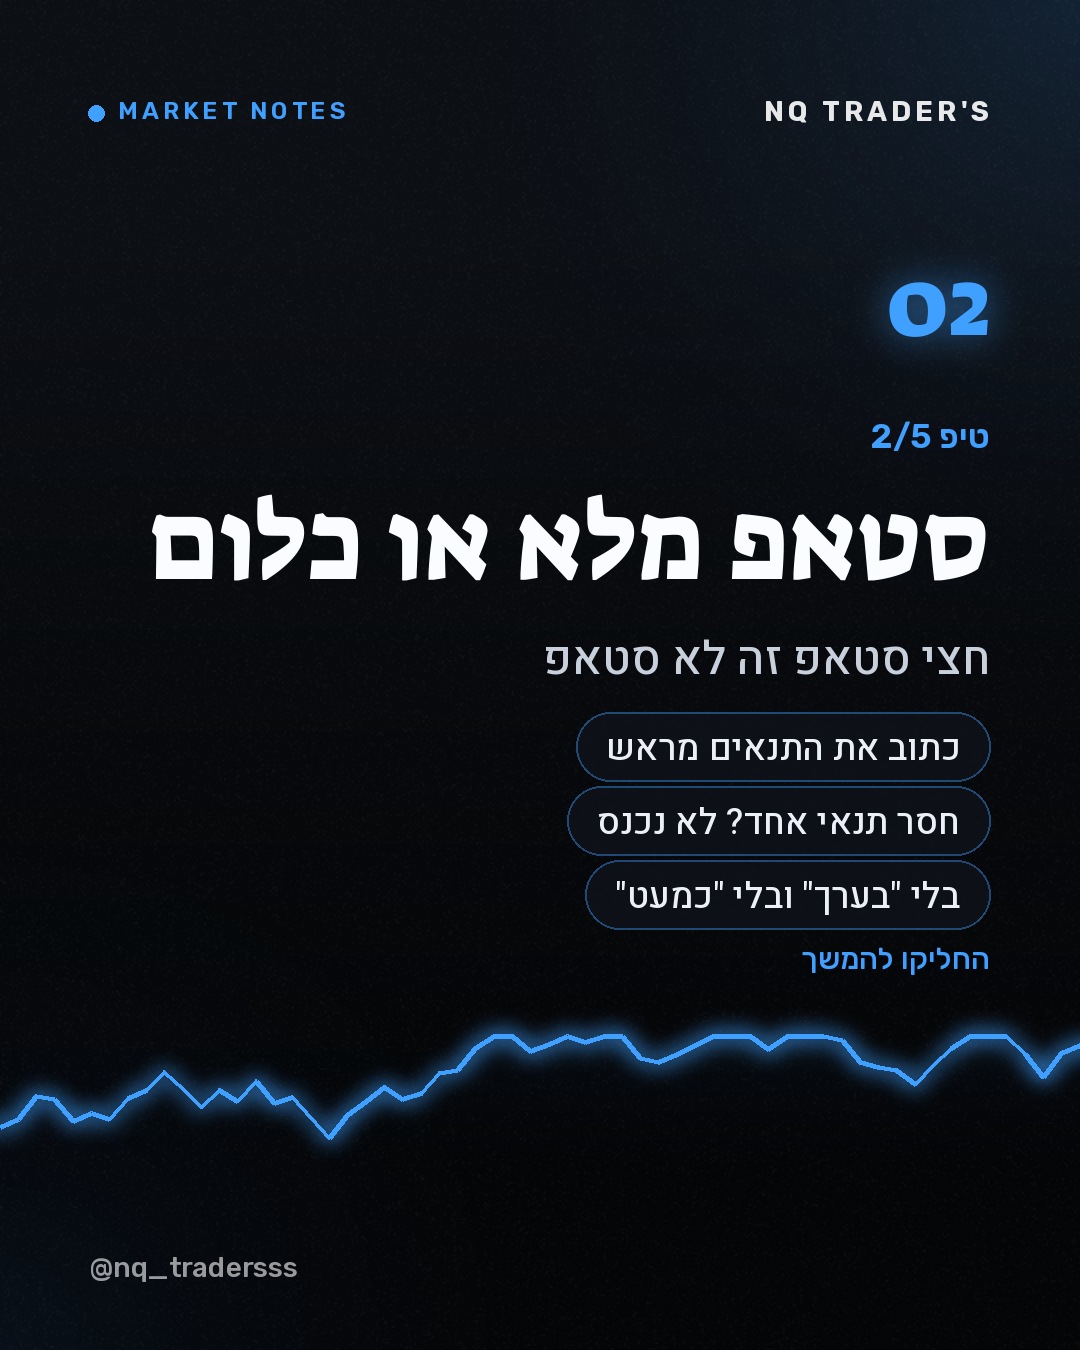 MARKET NOTES
NQ TRADER'S
02
טיפ 2/5
סטאפ מלא או כלום
חצי סטאפ זה לא סטאפ
כתוב את התנאים מראש
חסר תנאי אחד? לא נכנס
בלי "בערך" ובלי "כמעט"
החליקו להמשך
@nq_tradersss